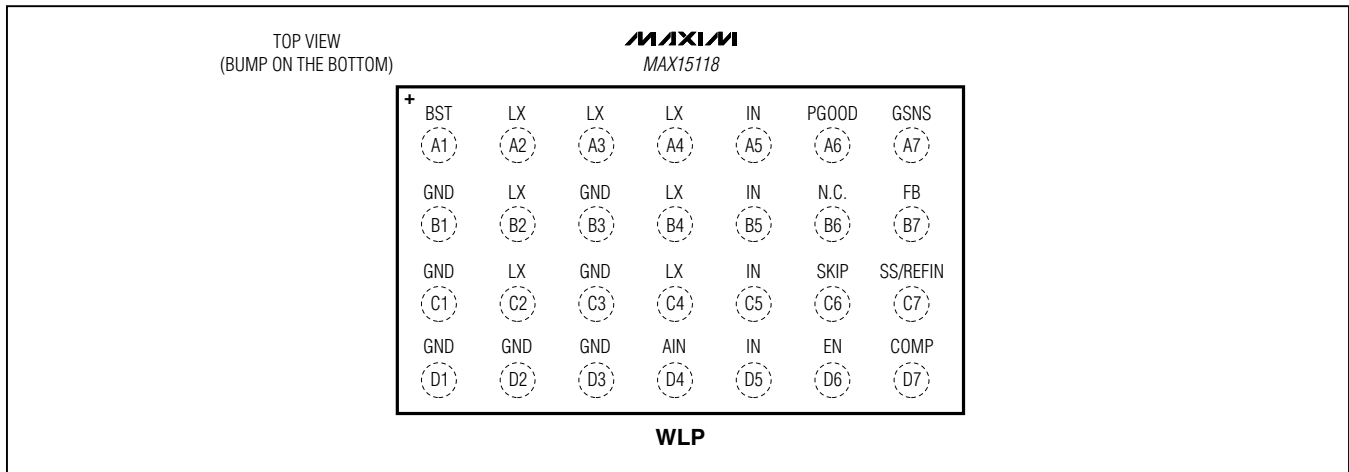 TOP VIEW
(BUMP ON THE BOTTOM)
MAXIM
MAX15118
+
BST LX LX LX IN PGOOD GSNS
A1 A2 A3 A4 A5 A6 A7
GND LX GND LX IN N.C. FB
B1 B2 B3 B4 B5 B6 B7
GND LX GND LX IN SKIP SS/REFIN
C1 C2 C3 C4 C5 C6 C7
GND GND GND AIN IN EN COMP
D1 D2 D3 D4 D5 D6 D7
WLP